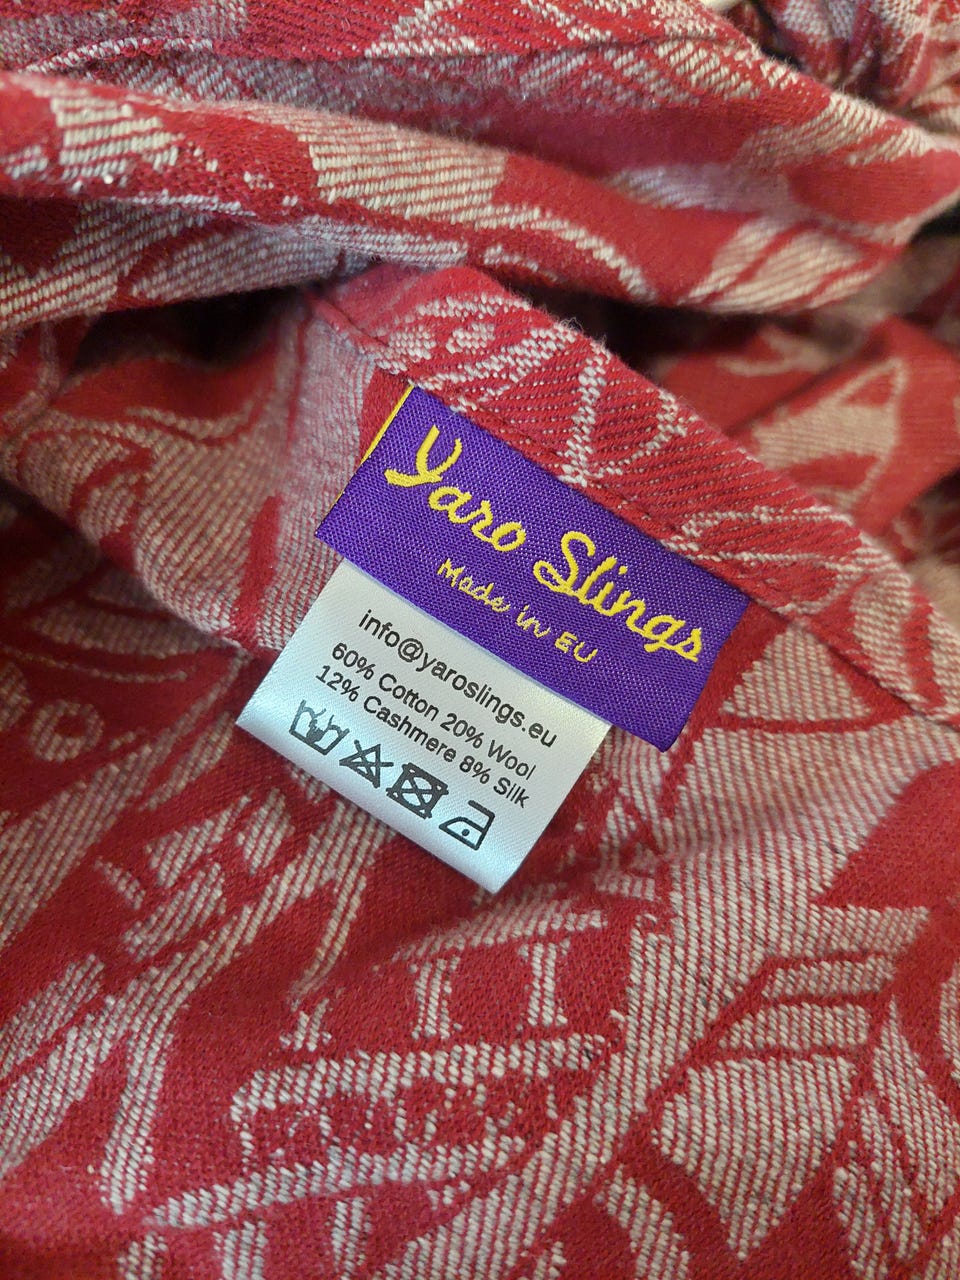 Yaro Slings
Made in EU
info@yaroslings.eu
60% Cotton 20% Wool
12% Cashmere 8% Silk